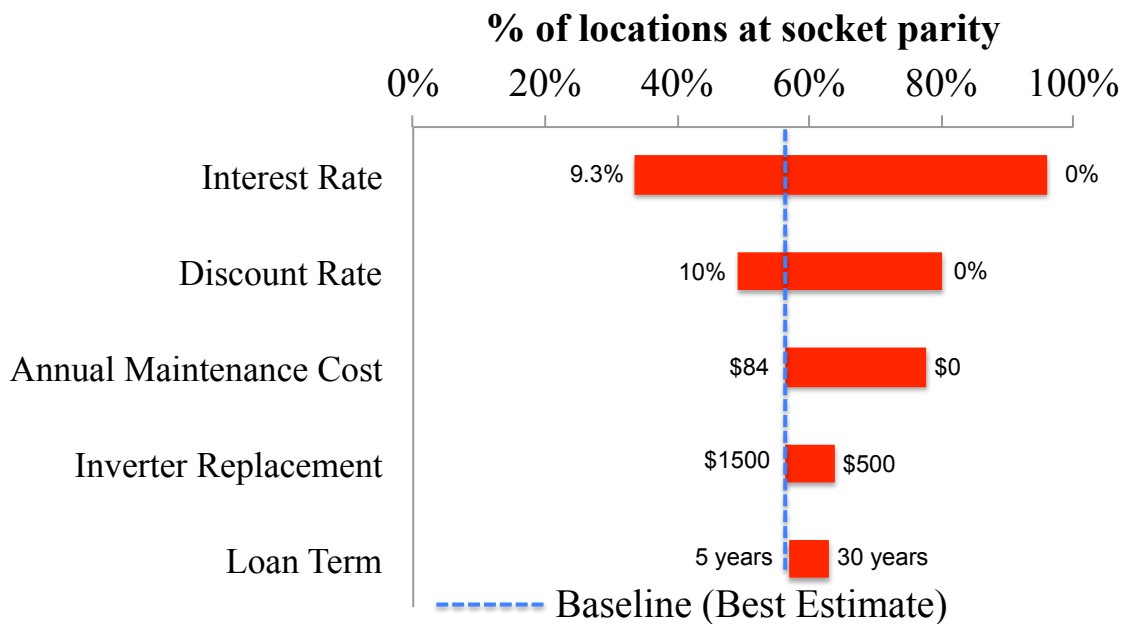 % of locations at socket parity
0% 20% 40% 60% 80% 100%
Interest Rate 9.3% 0%
Discount Rate 10% 0%
Annual Maintenance Cost $84 $0
Inverter Replacement $1500 $500
Loan Term 5 years 30 years
Baseline (Best Estimate)